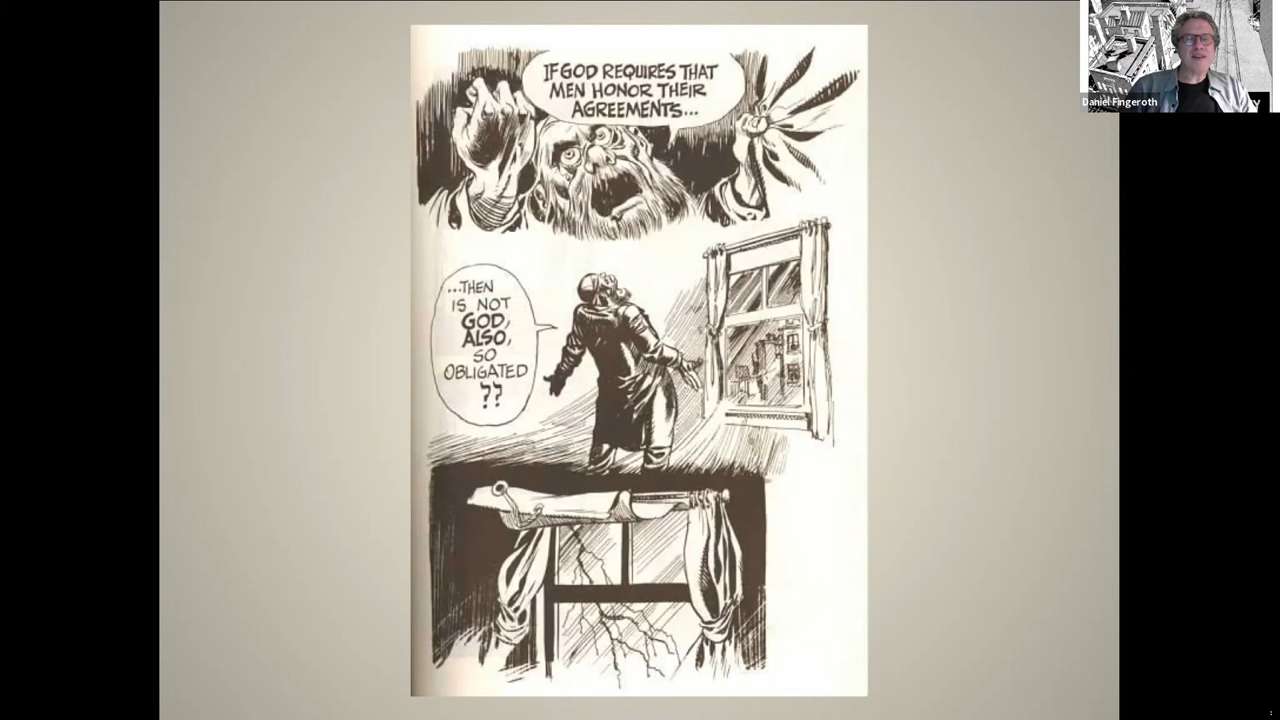 IF GOD REQUIRES THAT
MEN HONOR THEIR
AGREEMENTS...
...THEN
IS NOT
GOD,
ALSO,
SO
OBLIGATED
??
Daniel Fingeroth